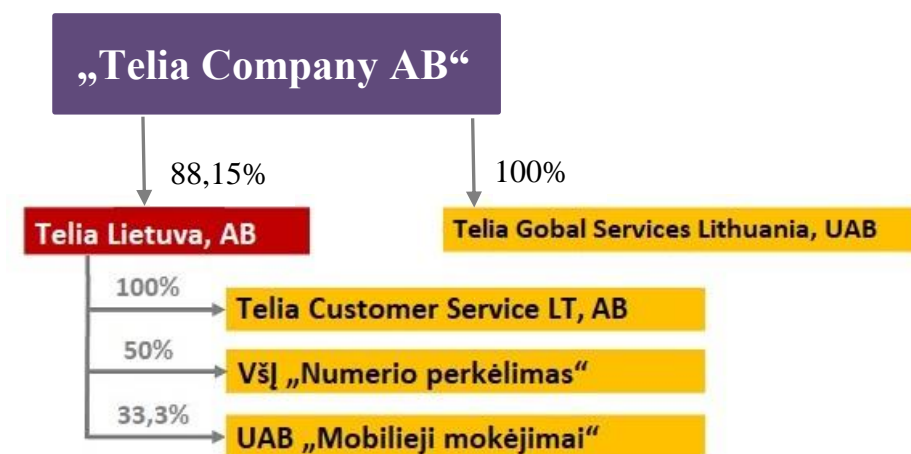 „Telia Company AB“
88,15%
100%
Telia Lietuva, AB
Telia Gobal Services Lithuania, UAB
100%
Telia Customer Service LT, AB
50%
VšĮ „Numerio perkėlimas“
33,3%
UAB „Mobilieji mokėjimai“